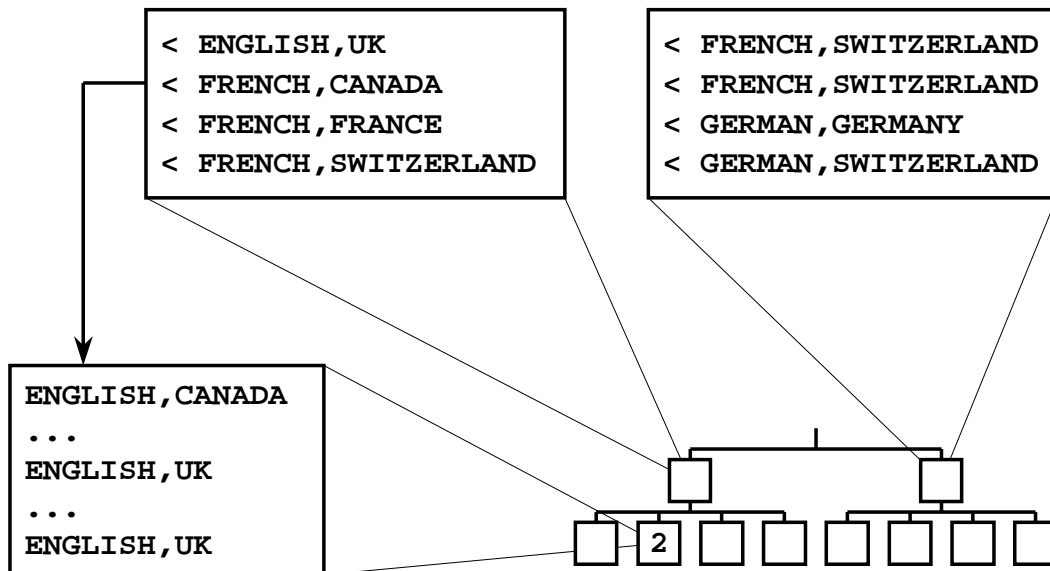 < ENGLISH,UK
< FRENCH,CANADA
< FRENCH,FRANCE
< FRENCH,SWITZERLAND
< FRENCH,SWITZERLAND
< FRENCH,SWITZERLAND
< GERMAN,GERMANY
< GERMAN,SWITZERLAND
ENGLISH,CANADA
...
ENGLISH,UK
...
ENGLISH,UK
2